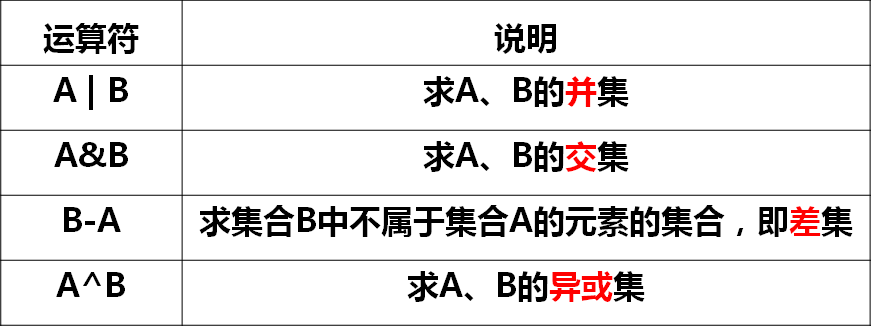 运算符 说明
A | B 求A、B的并集
A&B 求A、B的交集
B-A 求集合B中不属于集合A的元素的集合，即差集
A^B 求A、B的异或集